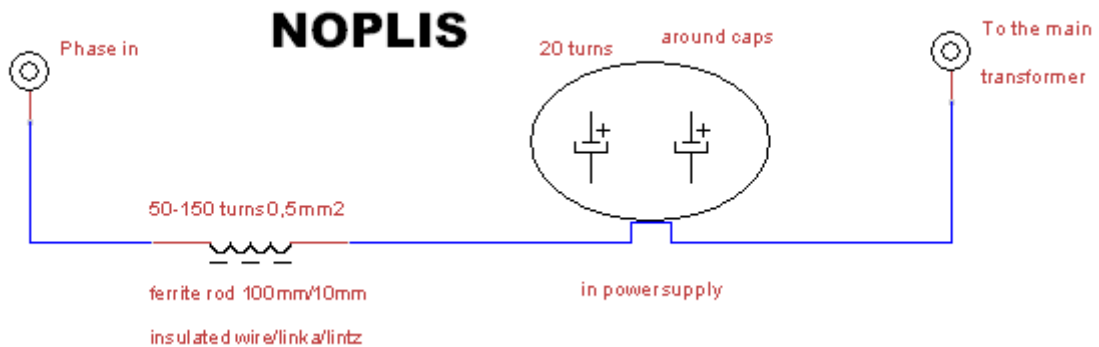 NOPLIS
Phase in
20 turns
around caps
To the main
transformer
50-150 turns 0,5mm2
ferrite rod 100mm/10mm
insulated wire/linka/lintz
in powersupply